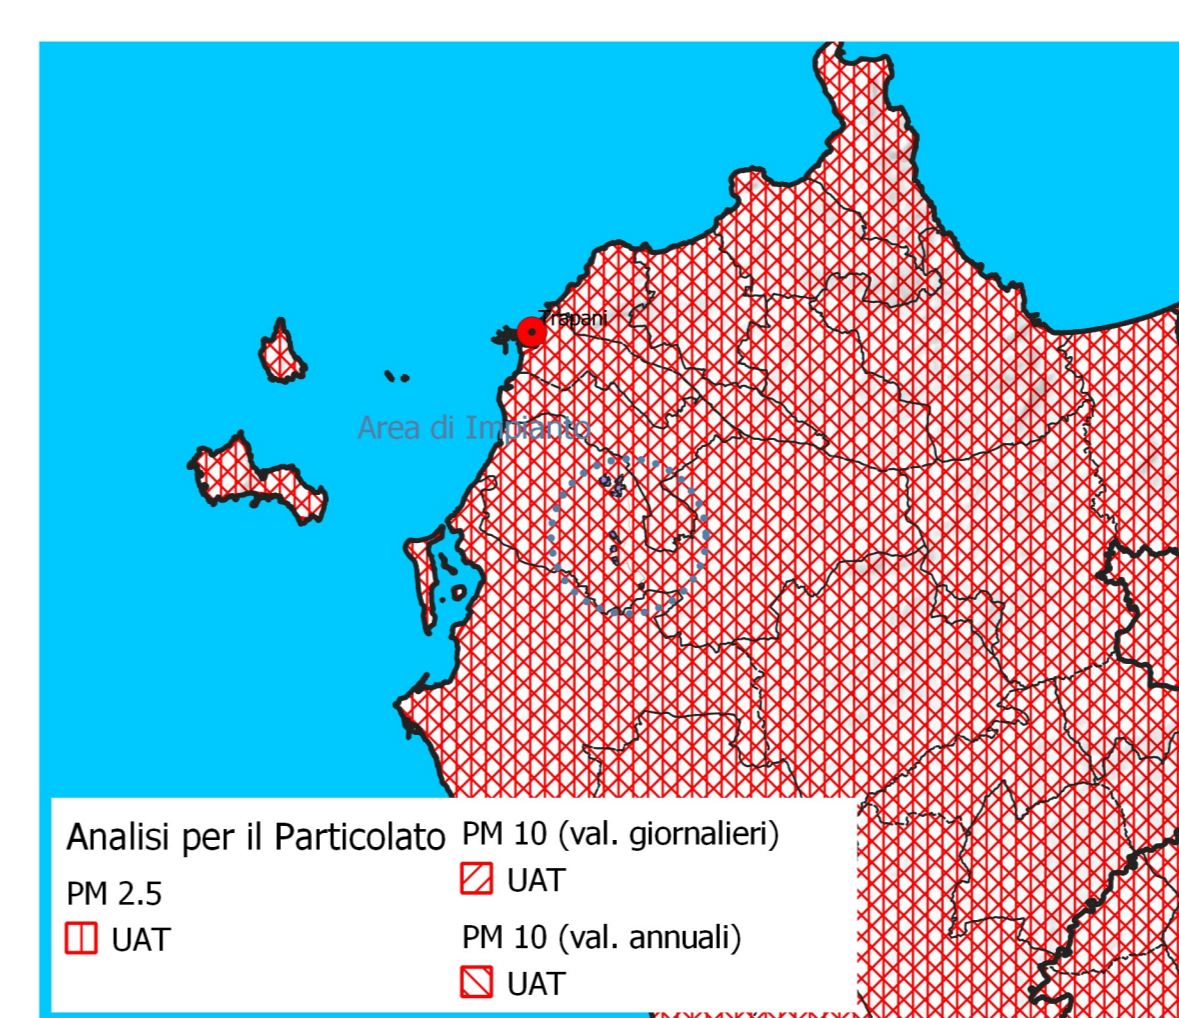 Trapani
Area di Impianto
Analisi per il Particolato
PM 2.5
UAT
PM 10 (val. giornalieri)
UAT
PM 10 (val. annuali)
UAT